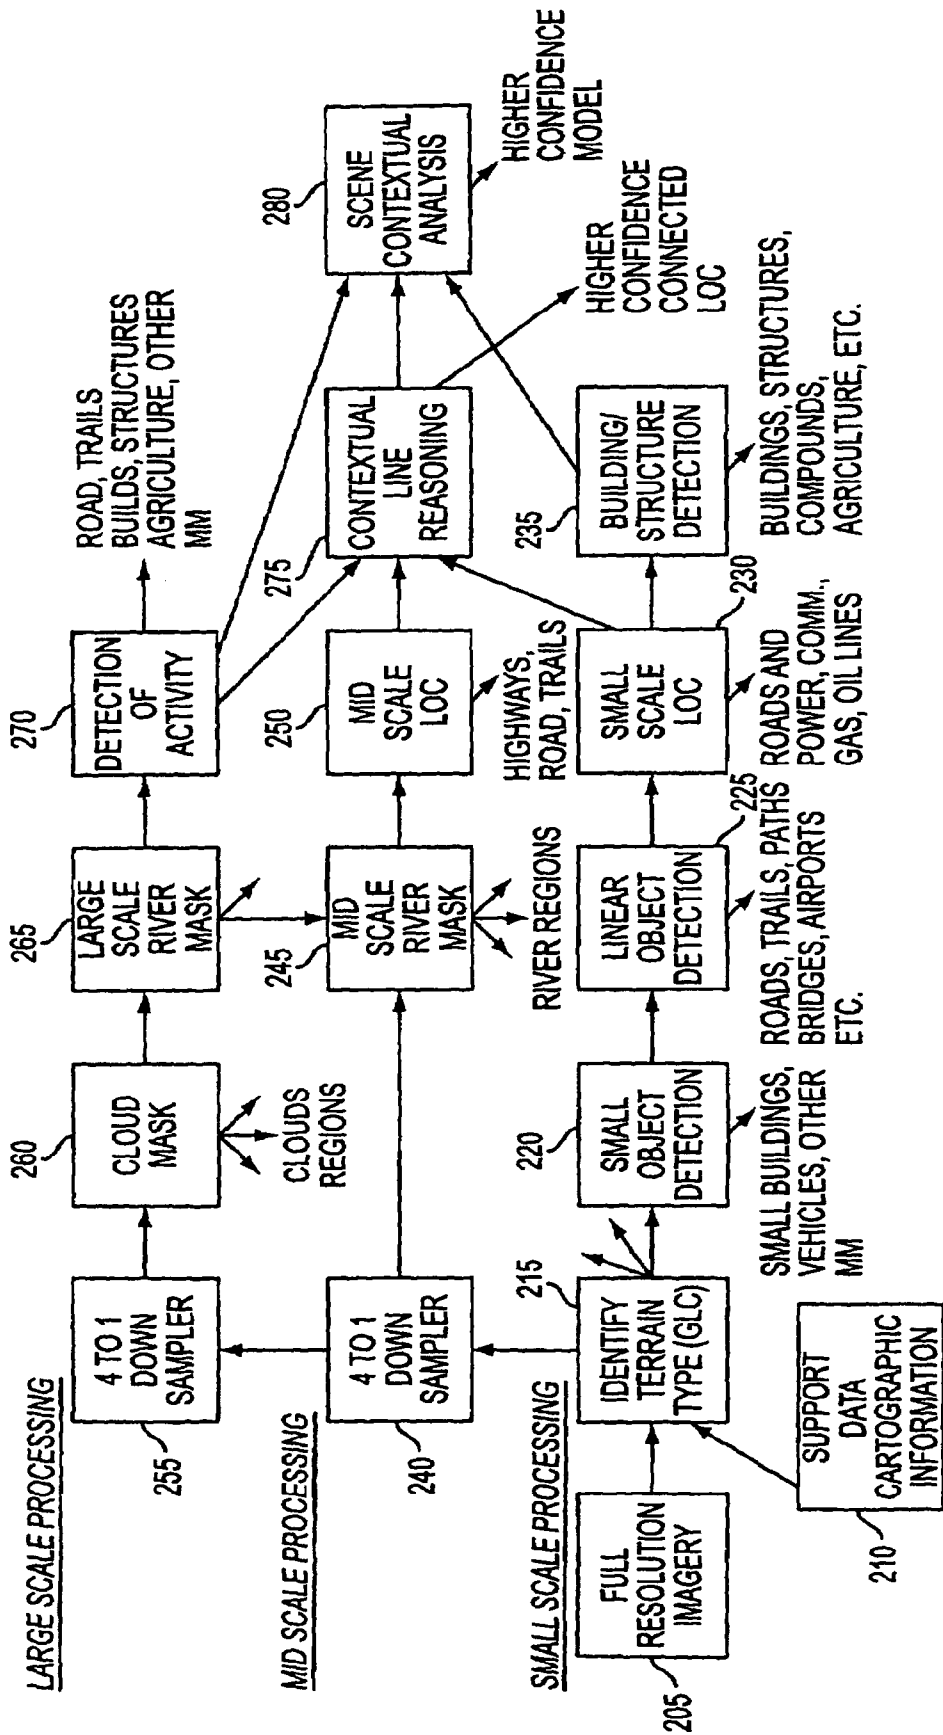 LARGE SCALE PROCESSING
4 TO 1
DOWN
SAMPLER
255
CLOUD
MASK
260
CLOUDS
REGIONS
LARGE
SCALE
RIVER
MASK
265
DETECTION
OF
ACTIVITY
270
ROAD, TRAILS
BUILDS, STRUCTURES
AGRICULTURE, OTHER
MM
MID SCALE PROCESSING
4 TO 1
DOWN
SAMPLER
240
MID
SCALE
RIVER
MASK
245
RIVER REGIONS
MID
SCALE
LOC
250
HIGHWAYS,
ROAD, TRAILS
CONTEXTUAL
LINE
REASONING
275
HIGHER
CONFIDENCE
CONNECTED
LOC
SCENE
CONTEXTUAL
ANALYSIS
280
HIGHER
CONFIDENCE
MODEL
SMALL SCALE PROCESSING
FULL
RESOLUTION
IMAGERY
205
SUPPORT
DATA
CARTOGRAPHIC
INFORMATION
210
IDENTIFY
TERRAIN
TYPE (GLC)
215
SMALL
OBJECT
DETECTION
220
SMALL BUILDINGS,
VEHICLES, OTHER
MM
LINEAR
OBJECT
DETECTION
225
ROADS, TRAILS, PATHS
BRIDGES, AIRPORTS
ETC.
SMALL
SCALE
LOC
230
ROADS AND
POWER, COMM.,
GAS, OIL LINES
BUILDING/
STRUCTURE
DETECTION
235
BUILDINGS, STRUCTURES,
COMPOUNDS,
AGRICULTURE, ETC.